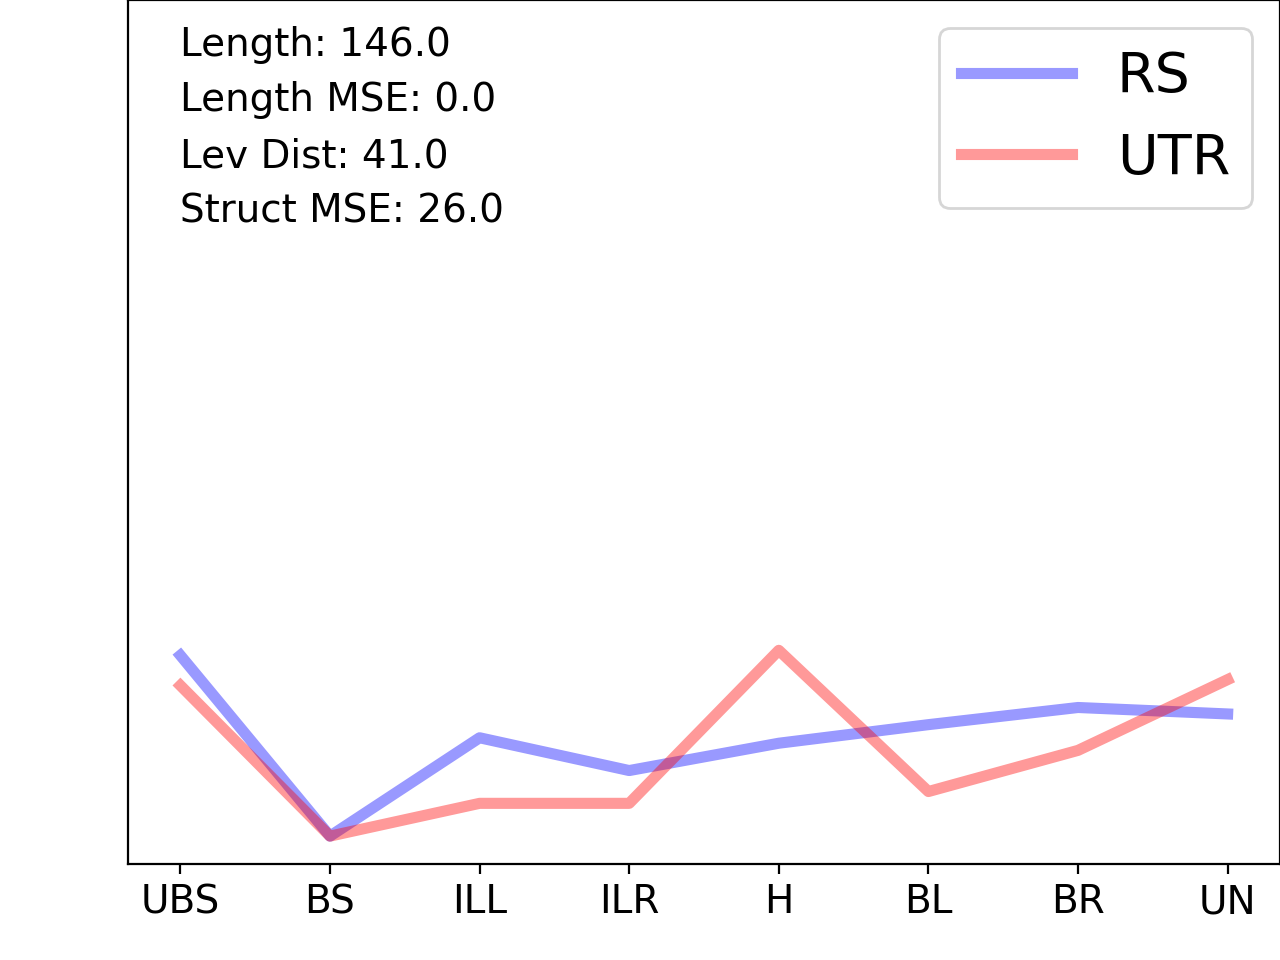 Length: 146.0
Length MSE: 0.0
Lev Dist: 41.0
Struct MSE: 26.0
RS
UTR
UBS BS ILL ILR H BL BR UN